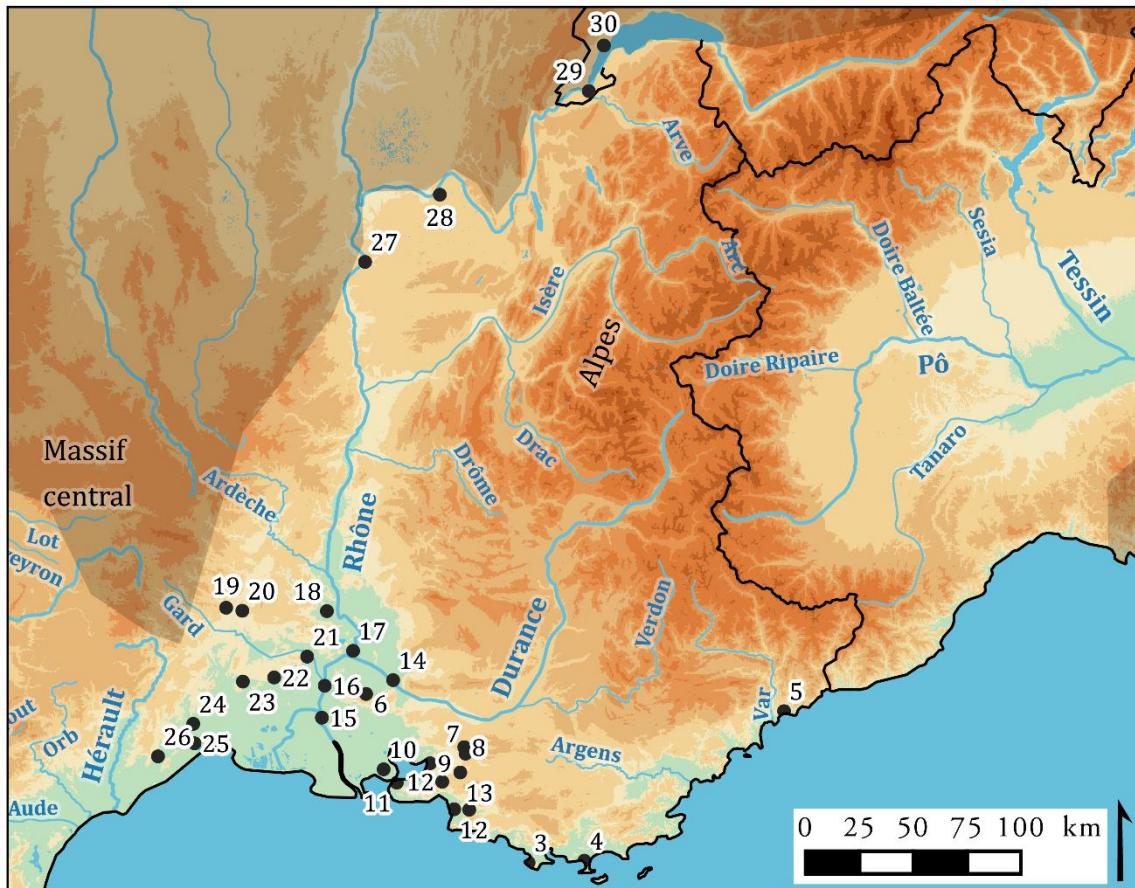 30
29
Arve
28
27
Isère
Arc
Doire Baltée
Sesia
Tessin
Alpes
Doire Ripaire
Pô
Massif
central
Ardèche
Rhône
Drôme
Drac
Tanaro
Lot
eyron
19
20
18
Gard
21
17
Durance
Verdon
22
14
23
16
6
Var
5
out
Orb
Hérault
24
26
25
15
7
8
Argens
10
9
12
11
13
12
Aude
3
4
0 25 50 75 100 km